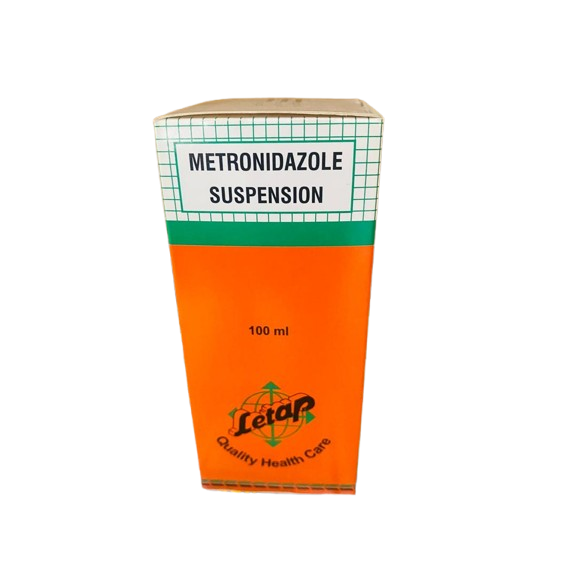 METRONIDAZOLE
SUSPENSION
100 ml
Letap
Quality Health Care